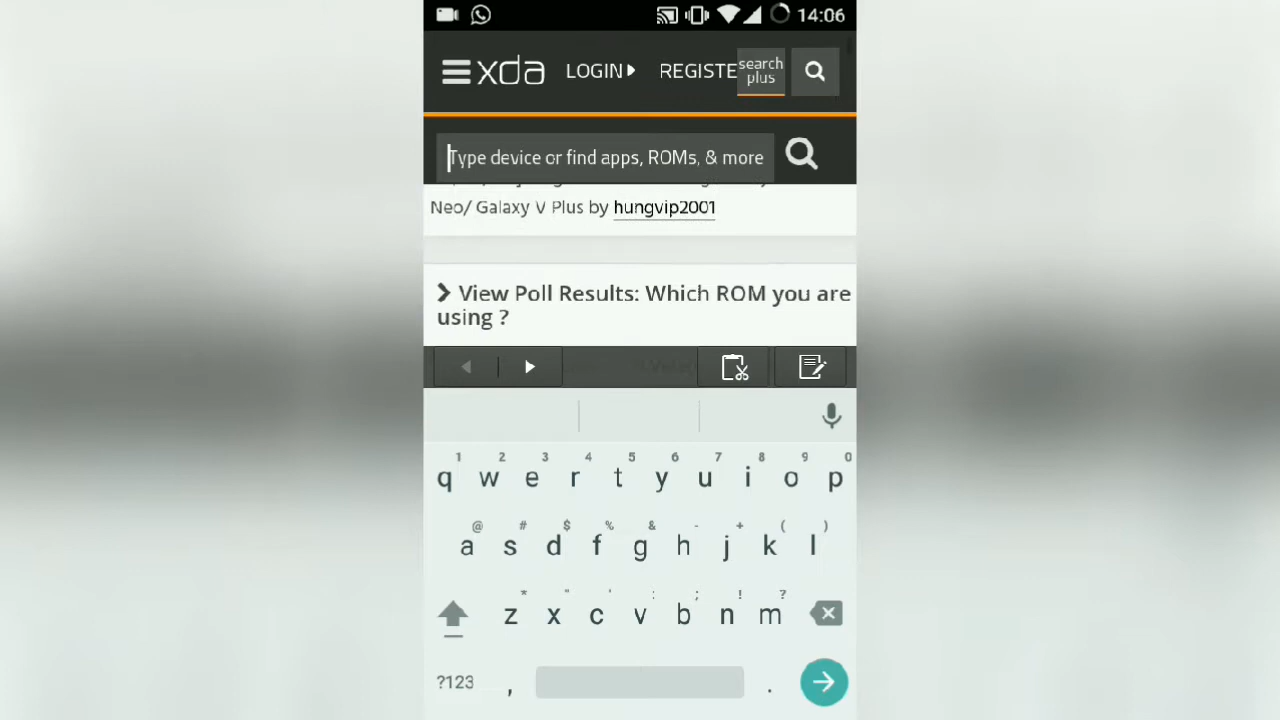 14:06
xda LOGIN REGISTE search plus
Type device or find apps, ROMs, & more
Neo/ Galaxy V Plus by hungvip2001
View Poll Results: Which ROM you are
using ?
1 2 3 4 5 6 7 8 9 0
q w e r t y u i o p
@ # $ % & - + ( )
a s d f g h j k l
* " ' : ; ! ?
z x c v b n m
?123 , .